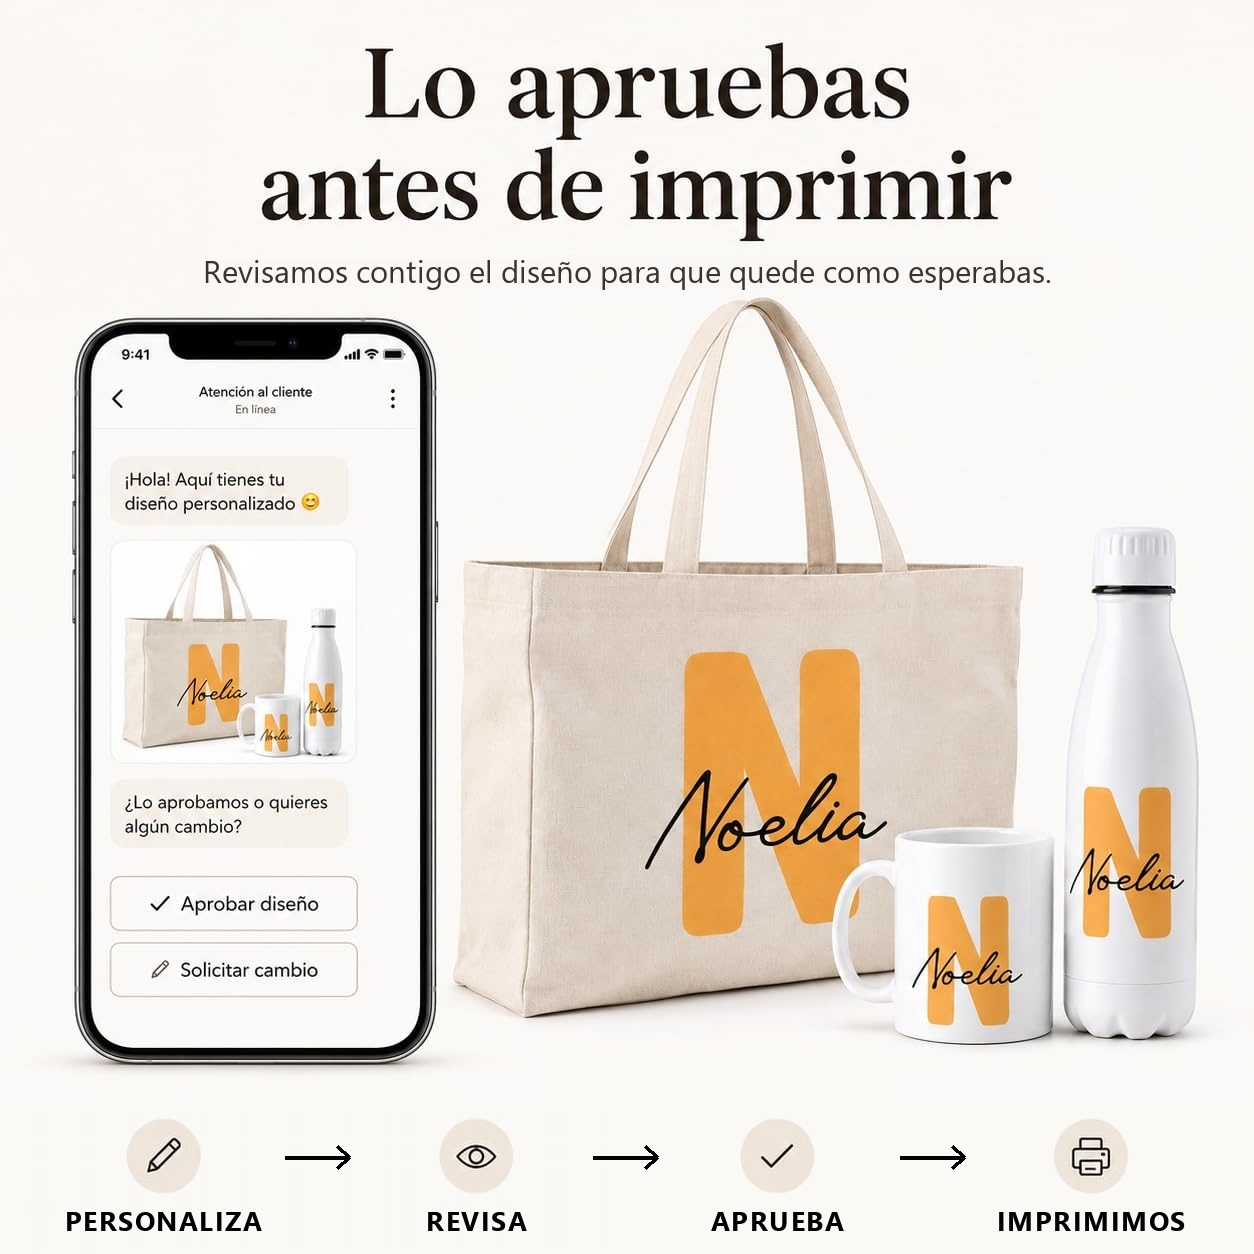 Lo apruebas
antes de imprimir
Revisamos contigo el diseño para que quede como esperabas.
9:41
Atención al cliente
En línea
¡Hola! Aquí tienes tu
diseño personalizado 😊
N
Noelia
N
Noelia
N
Noelia
¿Lo aprobamos o quieres
algún cambio?
Aprobar diseño
Solicitar cambio
N
Noelia
N
Noelia
N
Noelia
PERSONALIZA
REVISA
APRUEBA
IMPRIMIMOS